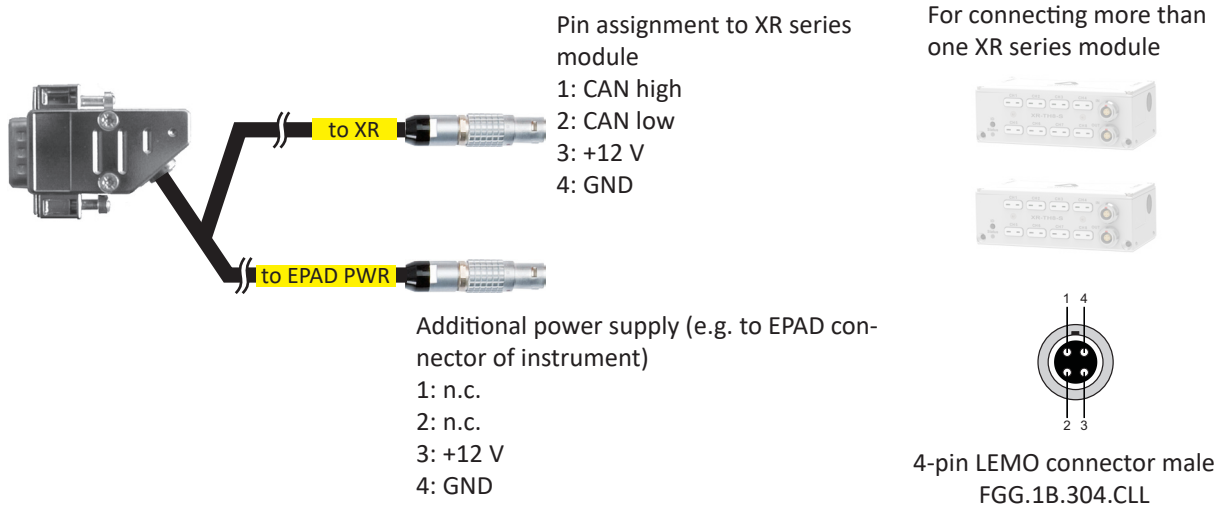 Pin assignment to XR series
module
1: CAN high
2: CAN low
3: +12 V
4: GND
to XR
to EPAD PWR
Additional power supply (e.g. to EPAD con-
nector of instrument)
1: n.c.
2: n.c.
3: +12 V
4: GND
For connecting more than
one XR series module
1 4
2 3
4-pin LEMO connector male
FGG.1B.304.CLL